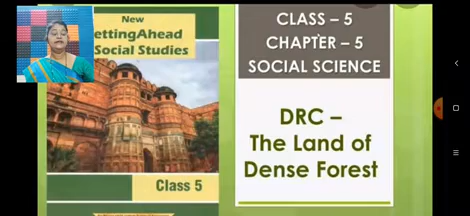 New
ettingAhead
Social Studies
Class 5
CLASS – 5
CHAPTER – 5
SOCIAL SCIENCE
DRC –
The Land of
Dense Forest